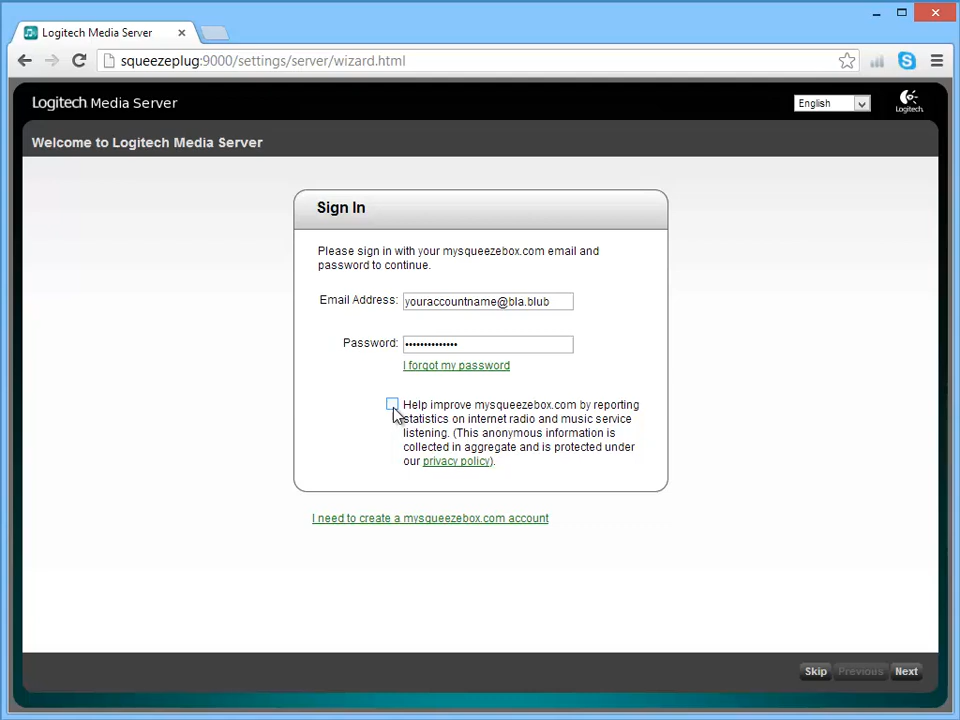 Logitech Media Server
squeezeplug:9000/settings/server/wizard.html
Logitech Media Server
English
Logitech
Welcome to Logitech Media Server
Sign In
Please sign in with your mysqueezebox.com email and
password to continue.
Email Address: youraccountname@bla.blub
Password: ••••••••••••••
I forgot my password
Help improve mysqueezebox.com by reporting
statistics on internet radio and music service
listening. (This anonymous information is
collected in aggregate and is protected under
our privacy policy).
I need to create a mysqueezebox.com account
Skip Previous Next